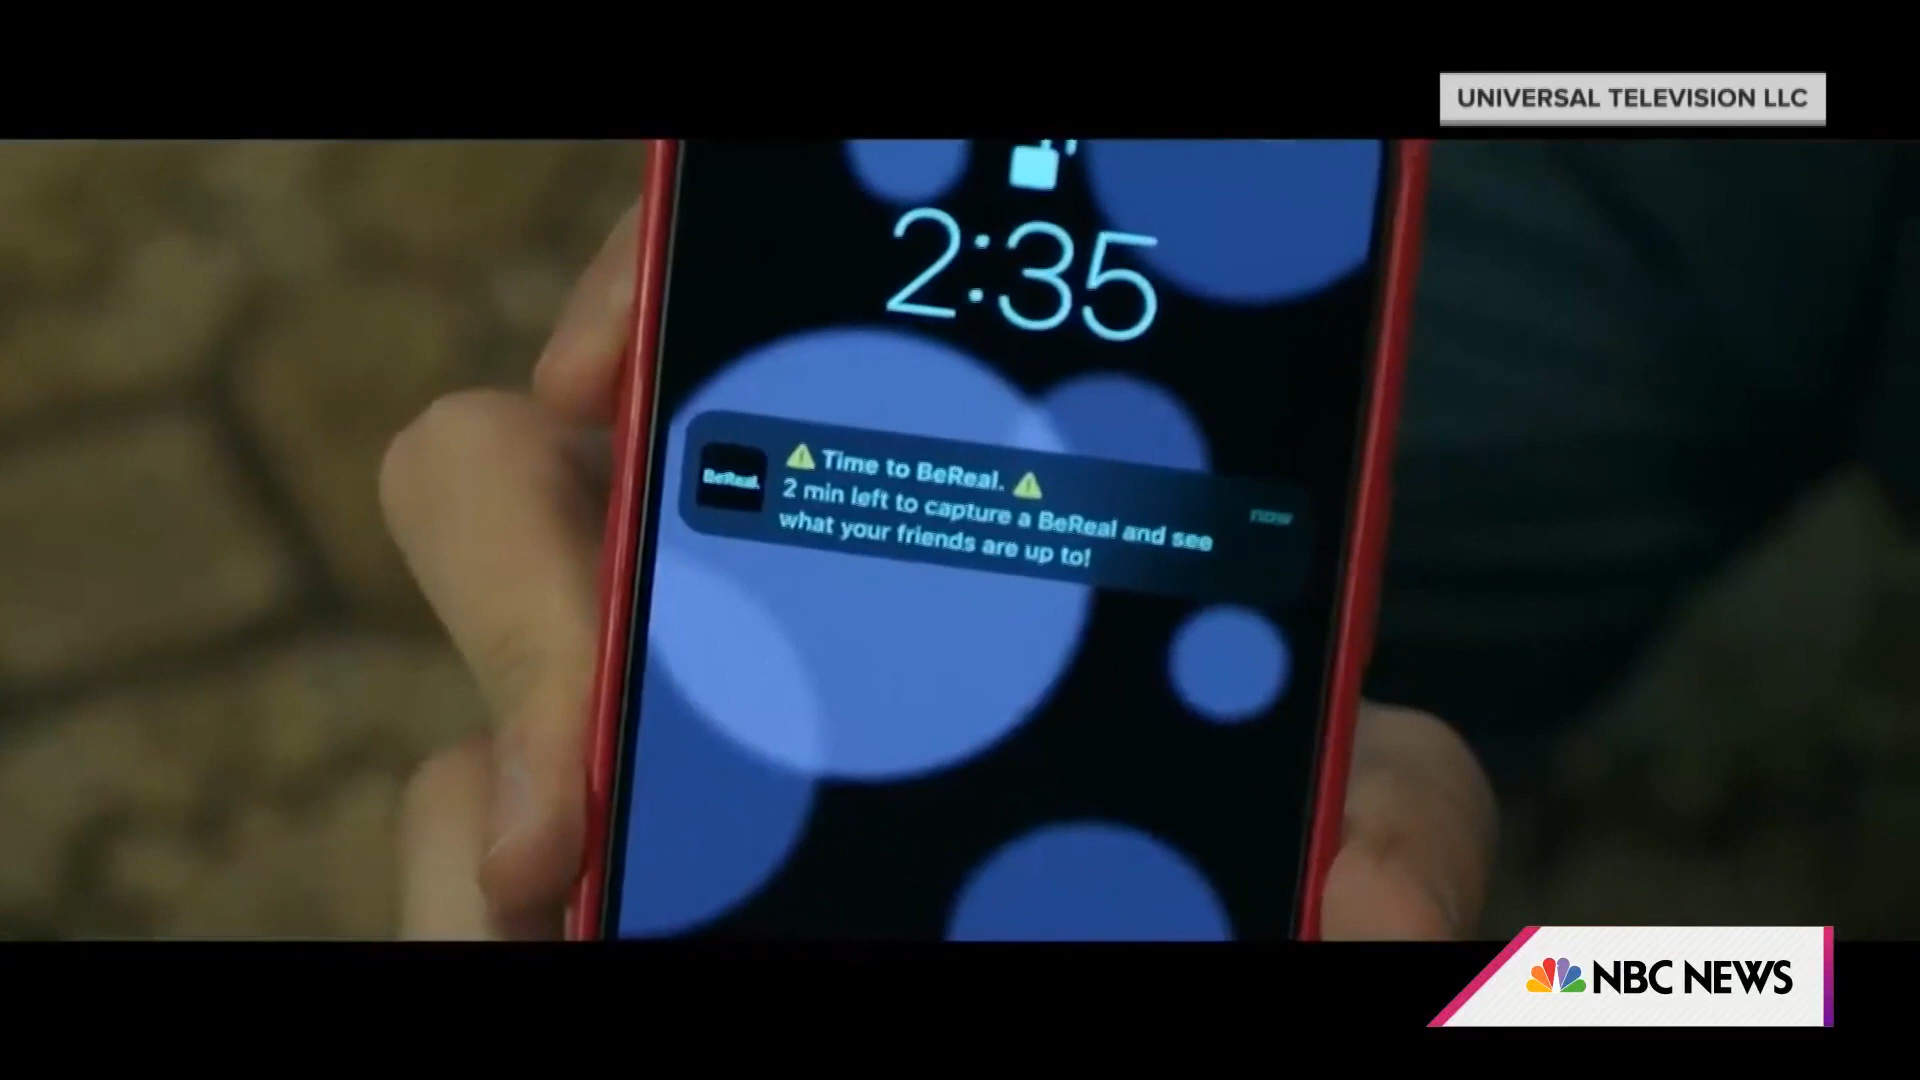 UNIVERSAL TELEVISION LLC
2:35
⚠️ Time to BeReal. ⚠️
BeReal.
2 min left to capture a BeReal and see
now
what your friends are up to!
NBC NEWS